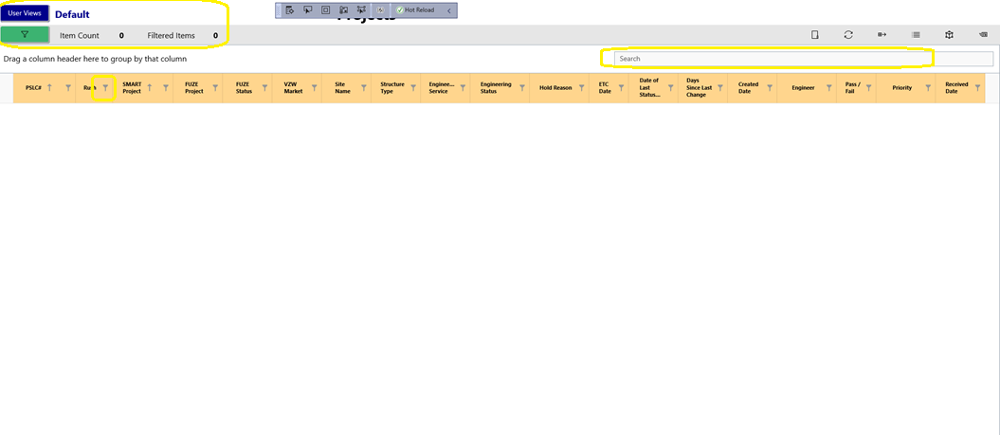 User Views Default Hot Reload
Item Count 0 Filtered Items 0
Drag a column header here to group by that column Search
PSLC# SMART Project FUZE Project FUZE Status VZW Market Site Name Structure Type Enginee... Service Engineering Status Hold Reason ETC Date Date of Last Status... Days Since Last Change Created Date Engineer Pass / Fail Priority Received Date